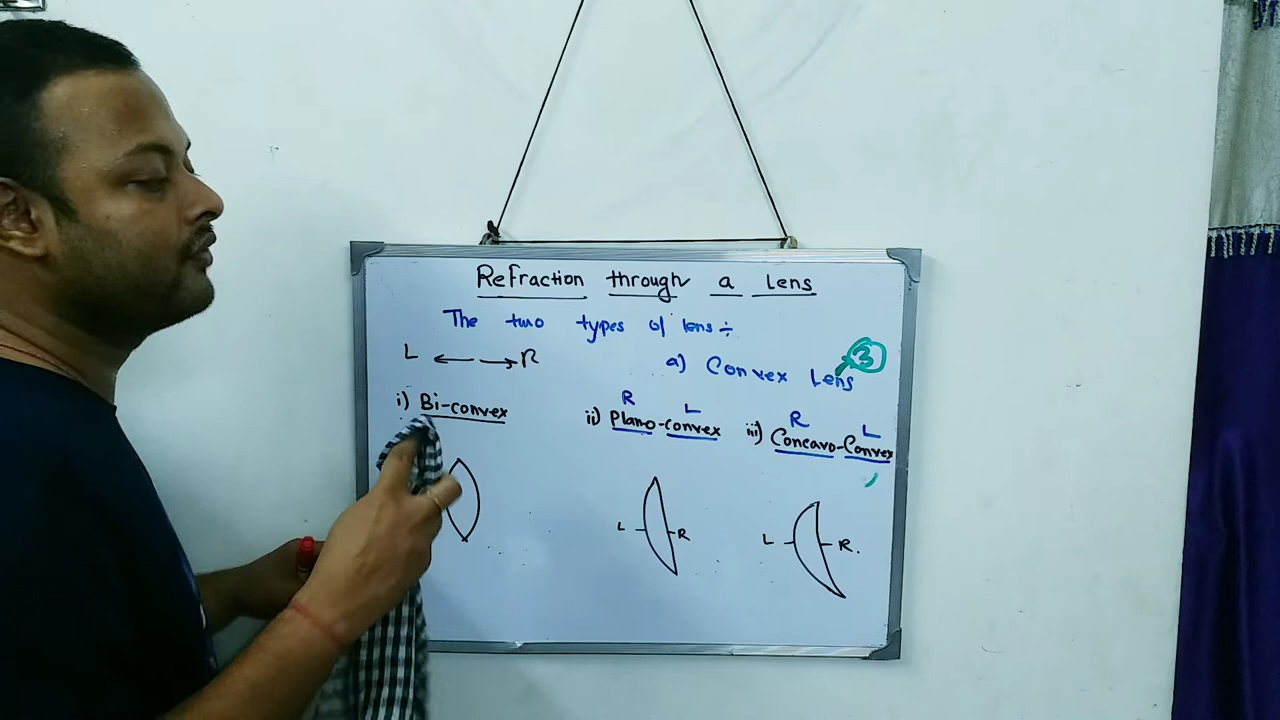 Refraction through a Lens
The two types of lens ÷
L ←→ R
a) Convex Lens 3
i) Bi-convex
R L
ii) Plano-convex
R L
iii) Concavo-Convex
L R
L R.